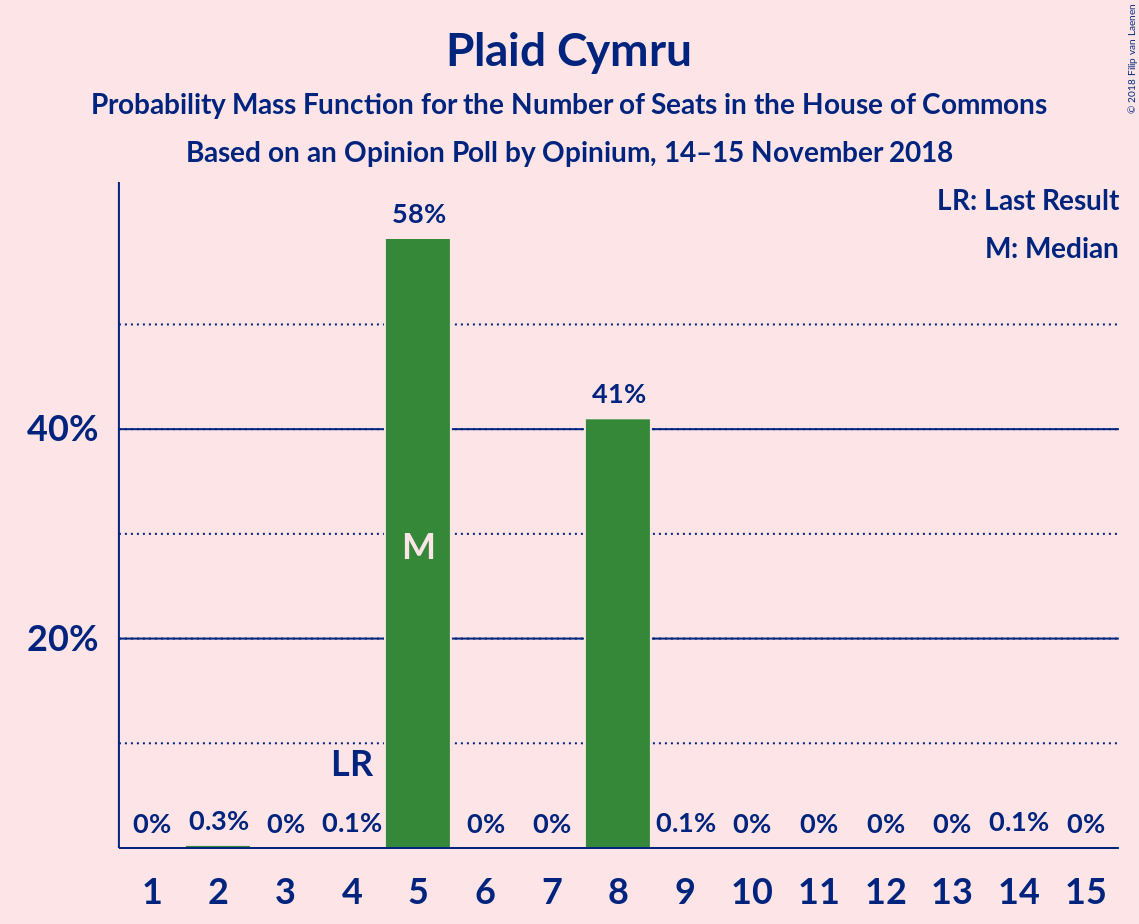 Plaid Cymru
Probability Mass Function for the Number of Seats in the House of Commons
Based on an Opinion Poll by Opinium, 14–15 November 2018
© 2018 Filip van Laenen
LR: Last Result
M: Median
58%
41%
40%
M
20%
LR
0% 0.3% 0% 0.1% 0% 0% 0.1% 0% 0% 0% 0% 0.1% 0%
1 2 3 4 5 6 7 8 9 10 11 12 13 14 15